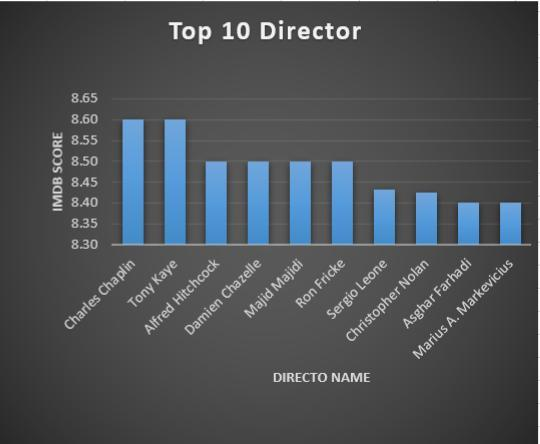 Top 10 Director
IMDB SCORE
8.65
8.60
8.55
8.50
8.45
8.40
8.35
8.30
Charles Chaplin
Tony Kaye
Alfred Hitchcock
Damien Chazelle
Majid Majidi
Ron Fricke
Sergio Leone
Christopher Nolan
Asghar Farhadi
Marius A. Markevicius
DIRECTO NAME